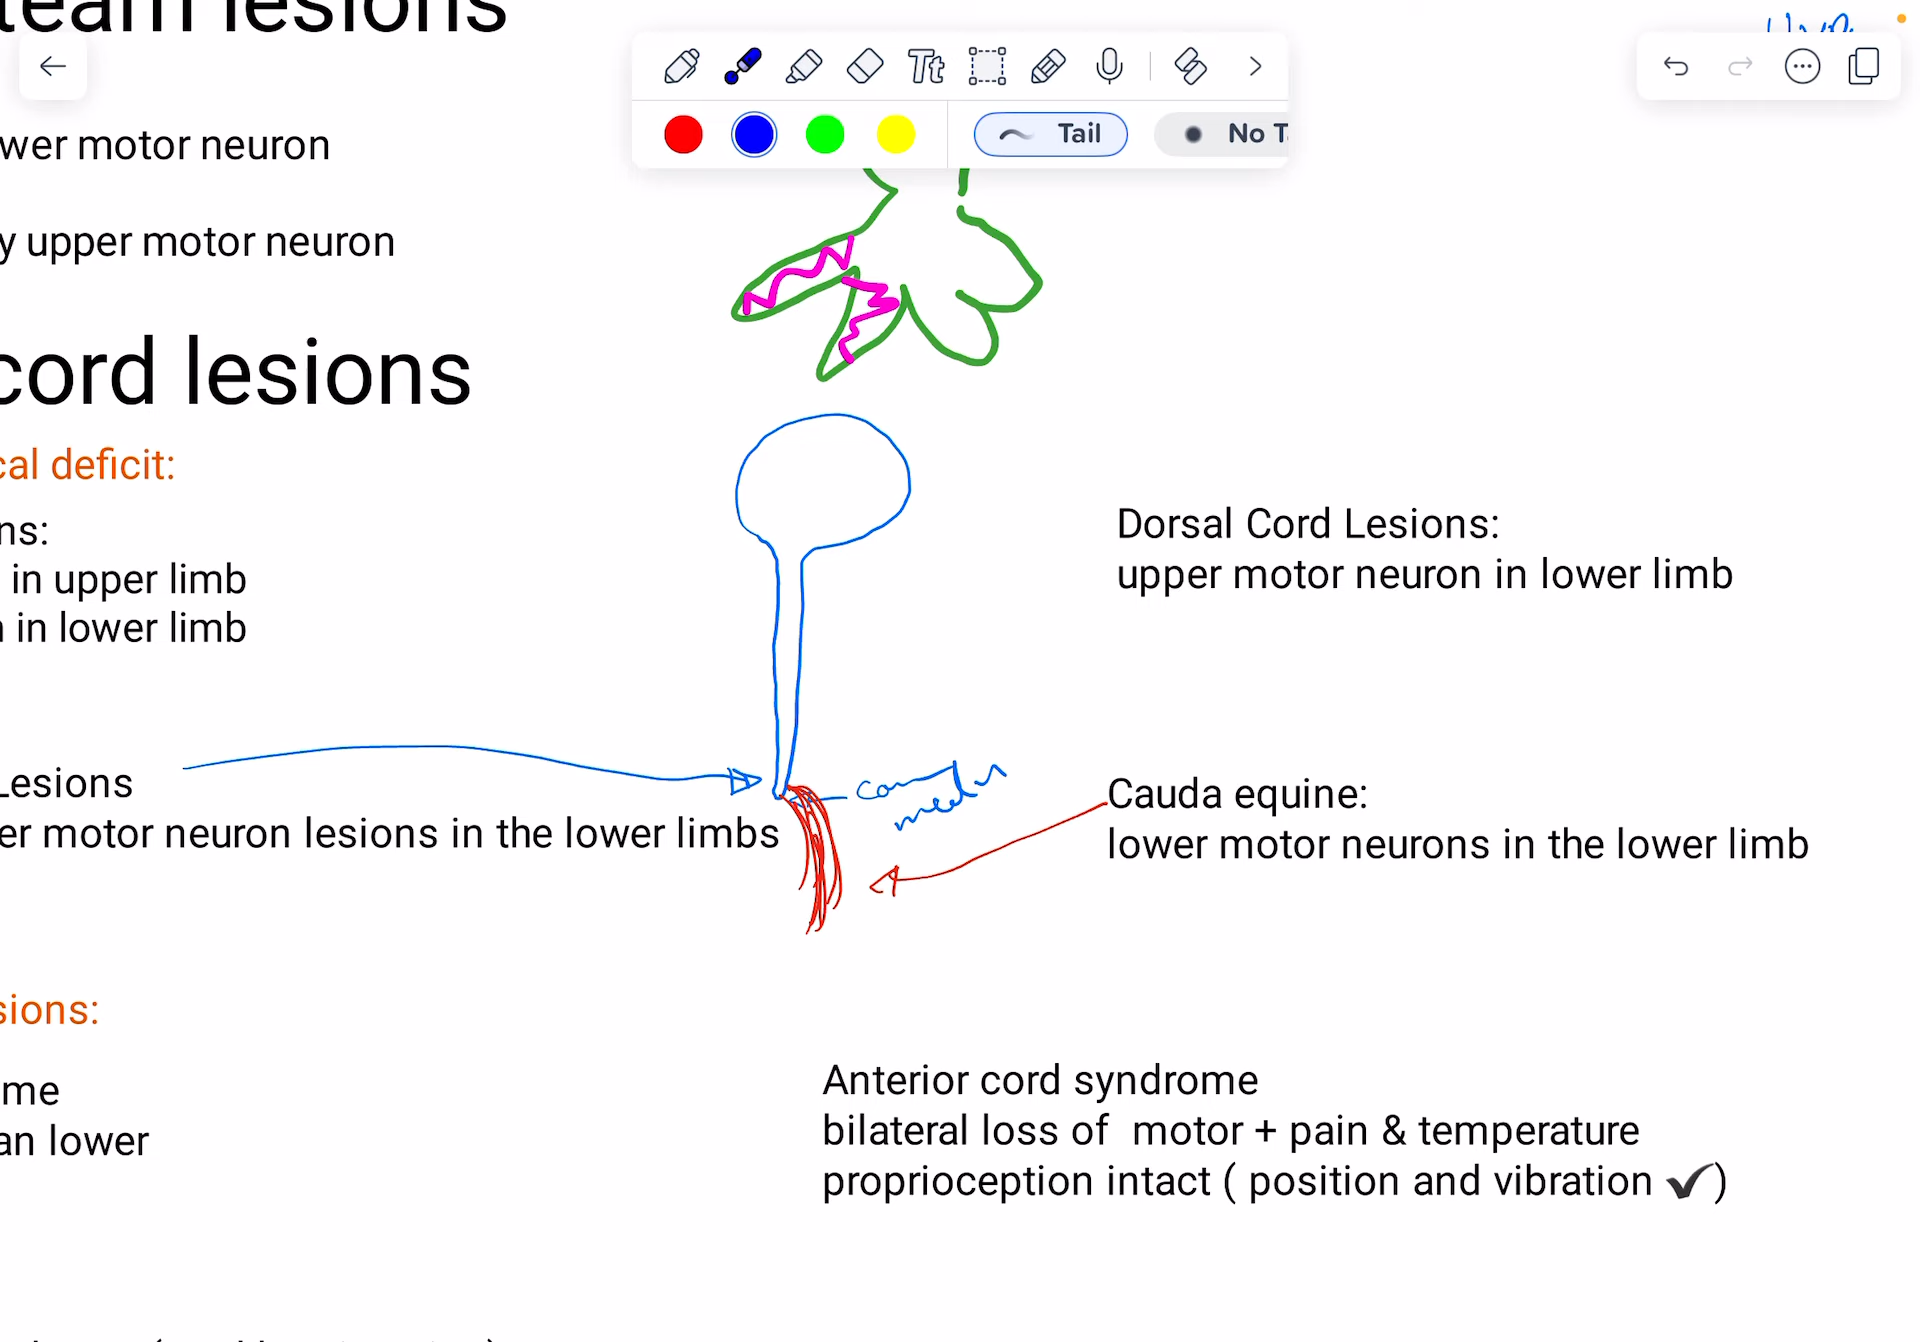 team lesions
Tail
No T
wer motor neuron
y upper motor neuron
cord lesions
cal deficit:
ns:
in upper limb
n in lower limb
Dorsal Cord Lesions:
upper motor neuron in lower limb
Lesions
er motor neuron lesions in the lower limbs
Cauda equine:
lower motor neurons in the lower limb
sions:
me
an lower
Anterior cord syndrome
bilateral loss of motor + pain & temperature
proprioception intact ( position and vibration ✔)